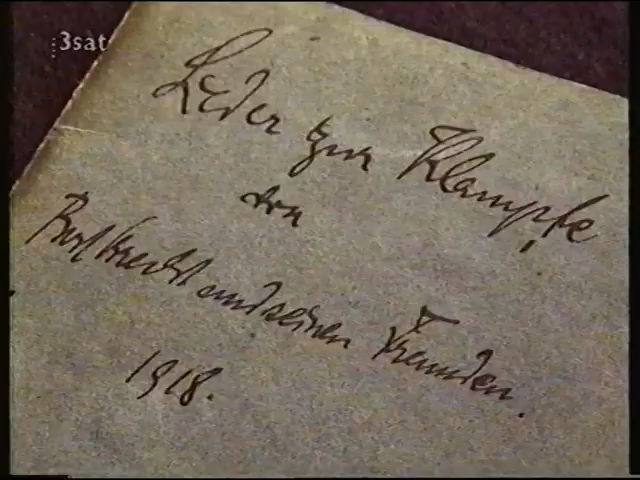 3sat
Lieder zur Klampfe
von
Bert Brecht und seinen Freunden.
1918.